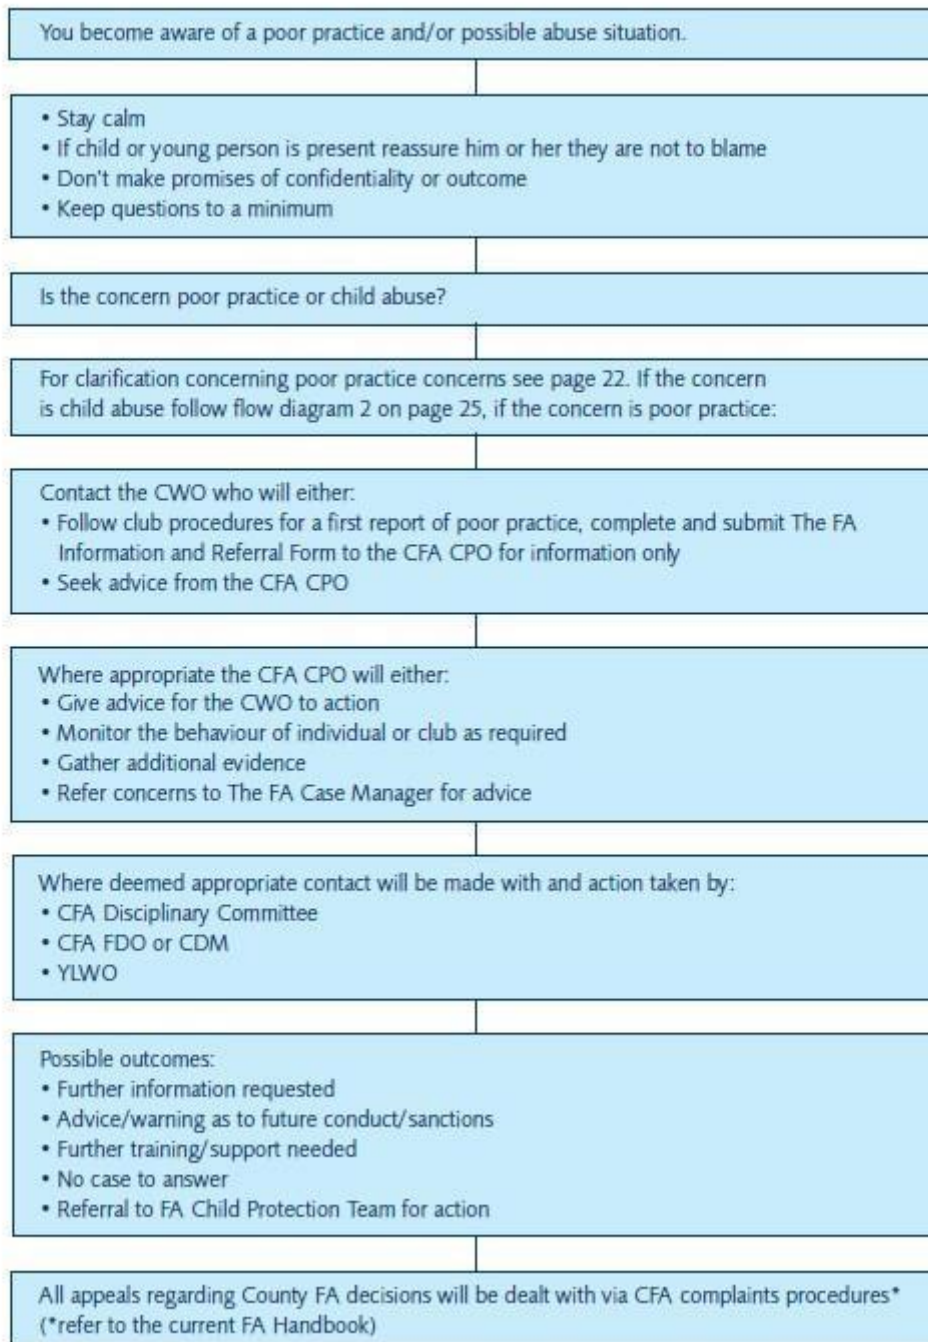 You become aware of a poor practice and/or possible abuse situation.
• Stay calm
• If child or young person is present reassure him or her they are not to blame
• Don't make promises of confidentiality or outcome
• Keep questions to a minimum
Is the concern poor practice or child abuse?
For clarification concerning poor practice concerns see page 22. If the concern
is child abuse follow flow diagram 2 on page 25, if the concern is poor practice:
Contact the CWO who will either:
• Follow club procedures for a first report of poor practice, complete and submit The FA
Information and Referral Form to the CFA CPO for information only
• Seek advice from the CFA CPO
Where appropriate the CFA CPO will either:
• Give advice for the CWO to action
• Monitor the behaviour of individual or club as required
• Gather additional evidence
• Refer concerns to The FA Case Manager for advice
Where deemed appropriate contact will be made with and action taken by:
• CFA Disciplinary Committee
• CFA FDO or CDM
• YLWO
Possible outcomes:
• Further information requested
• Advice/warning as to future conduct/sanctions
• Further training/support needed
• No case to answer
• Referral to FA Child Protection Team for action
All appeals regarding County FA decisions will be dealt with via CFA complaints procedures*
(*refer to the current FA Handbook)